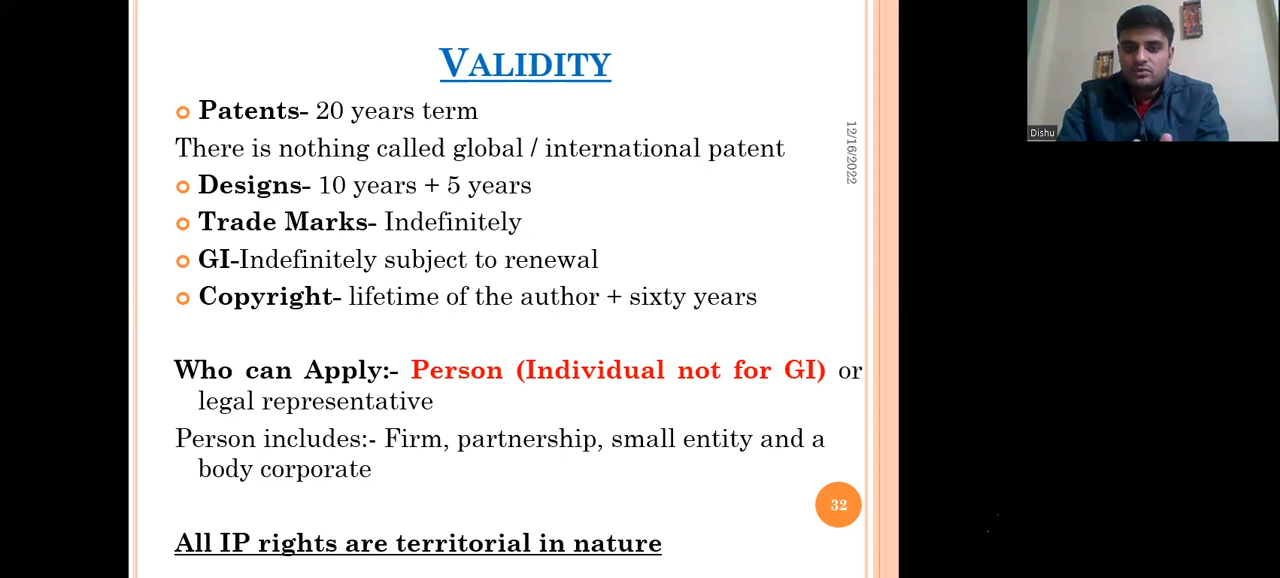 VALIDITY
Patents- 20 years term
There is nothing called global / international patent
Designs- 10 years + 5 years
Trade Marks- Indefinitely
GI-Indefinitely subject to renewal
Copyright- lifetime of the author + sixty years
Who can Apply:- Person (Individual not for GI) or
legal representative
Person includes:- Firm, partnership, small entity and a
body corporate
All IP rights are territorial in nature
12/16/2022
32
Dishu